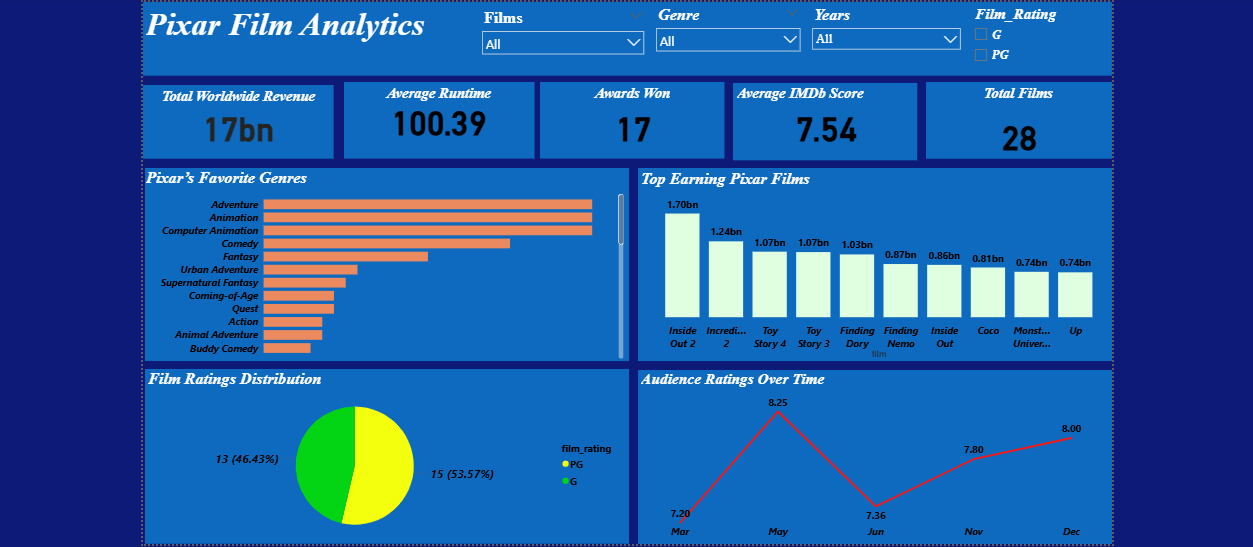 Pixar Film Analytics
Films
All
Genre
All
Years
All
Film_Rating
G
PG
Total Worldwide Revenue
17bn
Average Runtime
100.39
Awards Won
17
Average IMDb Score
7.54
Total Films
28
Pixar's Favorite Genres
Adventure
Animation
Computer Animation
Comedy
Fantasy
Urban Adventure
Supernatural Fantasy
Coming-of-Age
Quest
Action
Animal Adventure
Buddy Comedy
Top Earning Pixar Films
1.70bn
1.24bn
1.07bn
1.07bn
1.03bn
0.87bn
0.86bn
0.81bn
0.74bn
0.74bn
Inside
Out 2
Incredi...
2
Toy
Story 4
Toy
Story 3
Finding
Dory
Finding
Nemo
Inside
Out
Coco
Monst...
Univer...
Up
film
Film Ratings Distribution
13 (46.43%)
15 (53.57%)
film_rating
PG
G
Audience Ratings Over Time
7.20
8.25
7.36
7.80
8.00
Mar
May
Jun
Nov
Dec